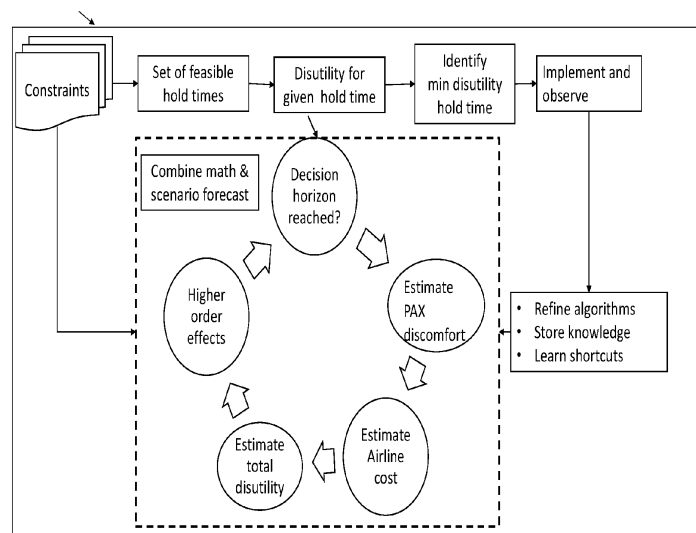 Constraints
Set of feasible
hold times
Disutility for
given hold time
Identify
min disutility
hold time
Implement and
observe
Combine math &
scenario forecast
Decision
horizon
reached?
Estimate
PAX
discomfort
Estimate
Airline
cost
Estimate
total
disutility
Higher
order
effects
• Refine algorithms
• Store knowledge
• Learn shortcuts